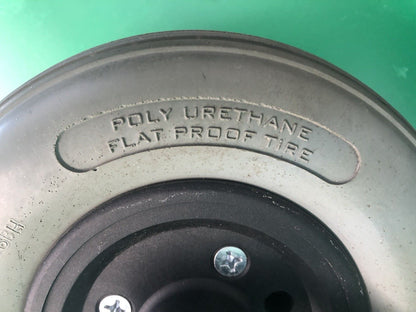 POLY URETHANE
FLAT PROOF TIRE